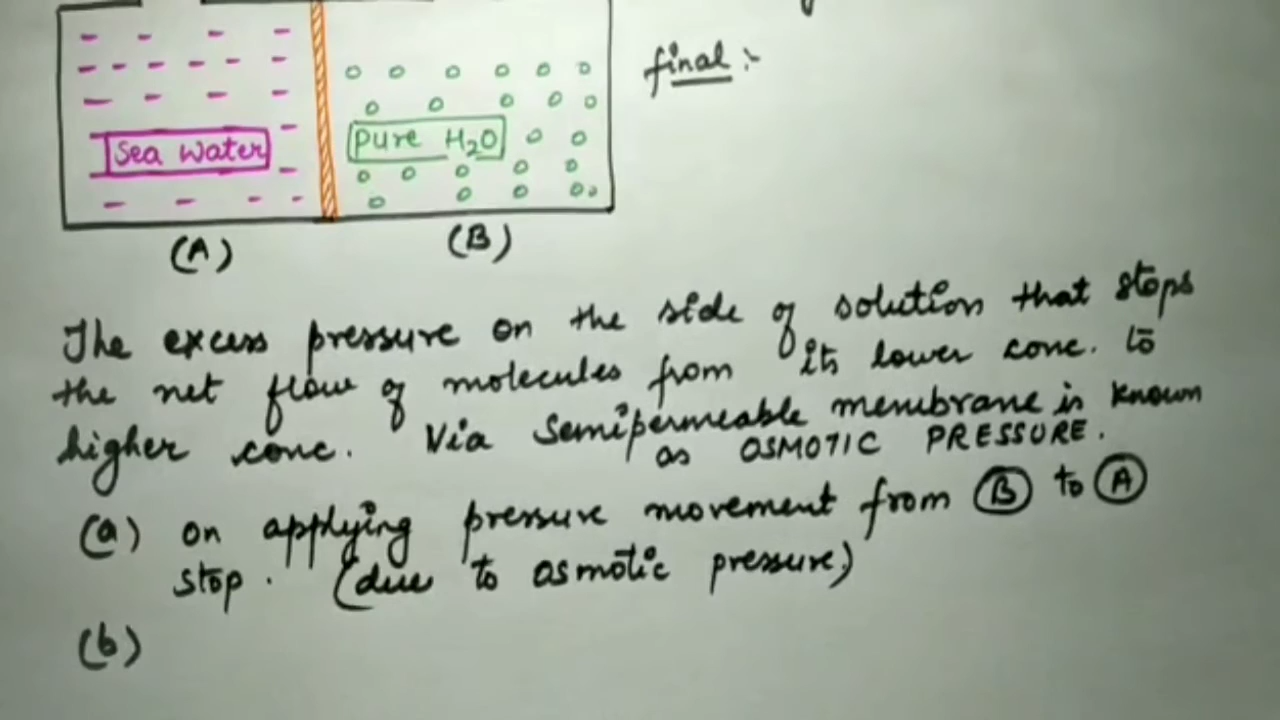 final :-
Sea water
Pure H₂O
(A)
(B)
The excess pressure on the side of solution that stops
the net flow of molecules from its lower conc. to
higher conc. Via Semipermeable membrane is known
as OSMOTIC PRESSURE.
(a) on applying pressure movement from (B) to (A)
stop. (due to osmotic pressure)
(b)